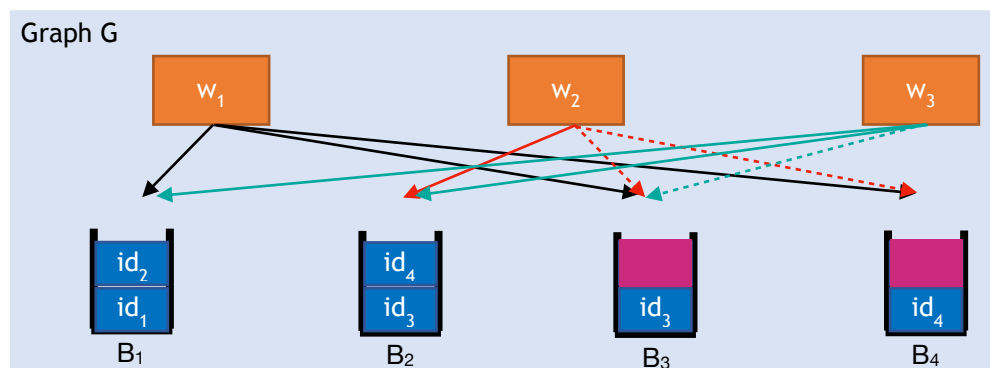 Graph G
w₁ w₂ w₃
id₂ id₄
id₁ id₃ id₃ id₄
B₁ B₂ B₃ B₄